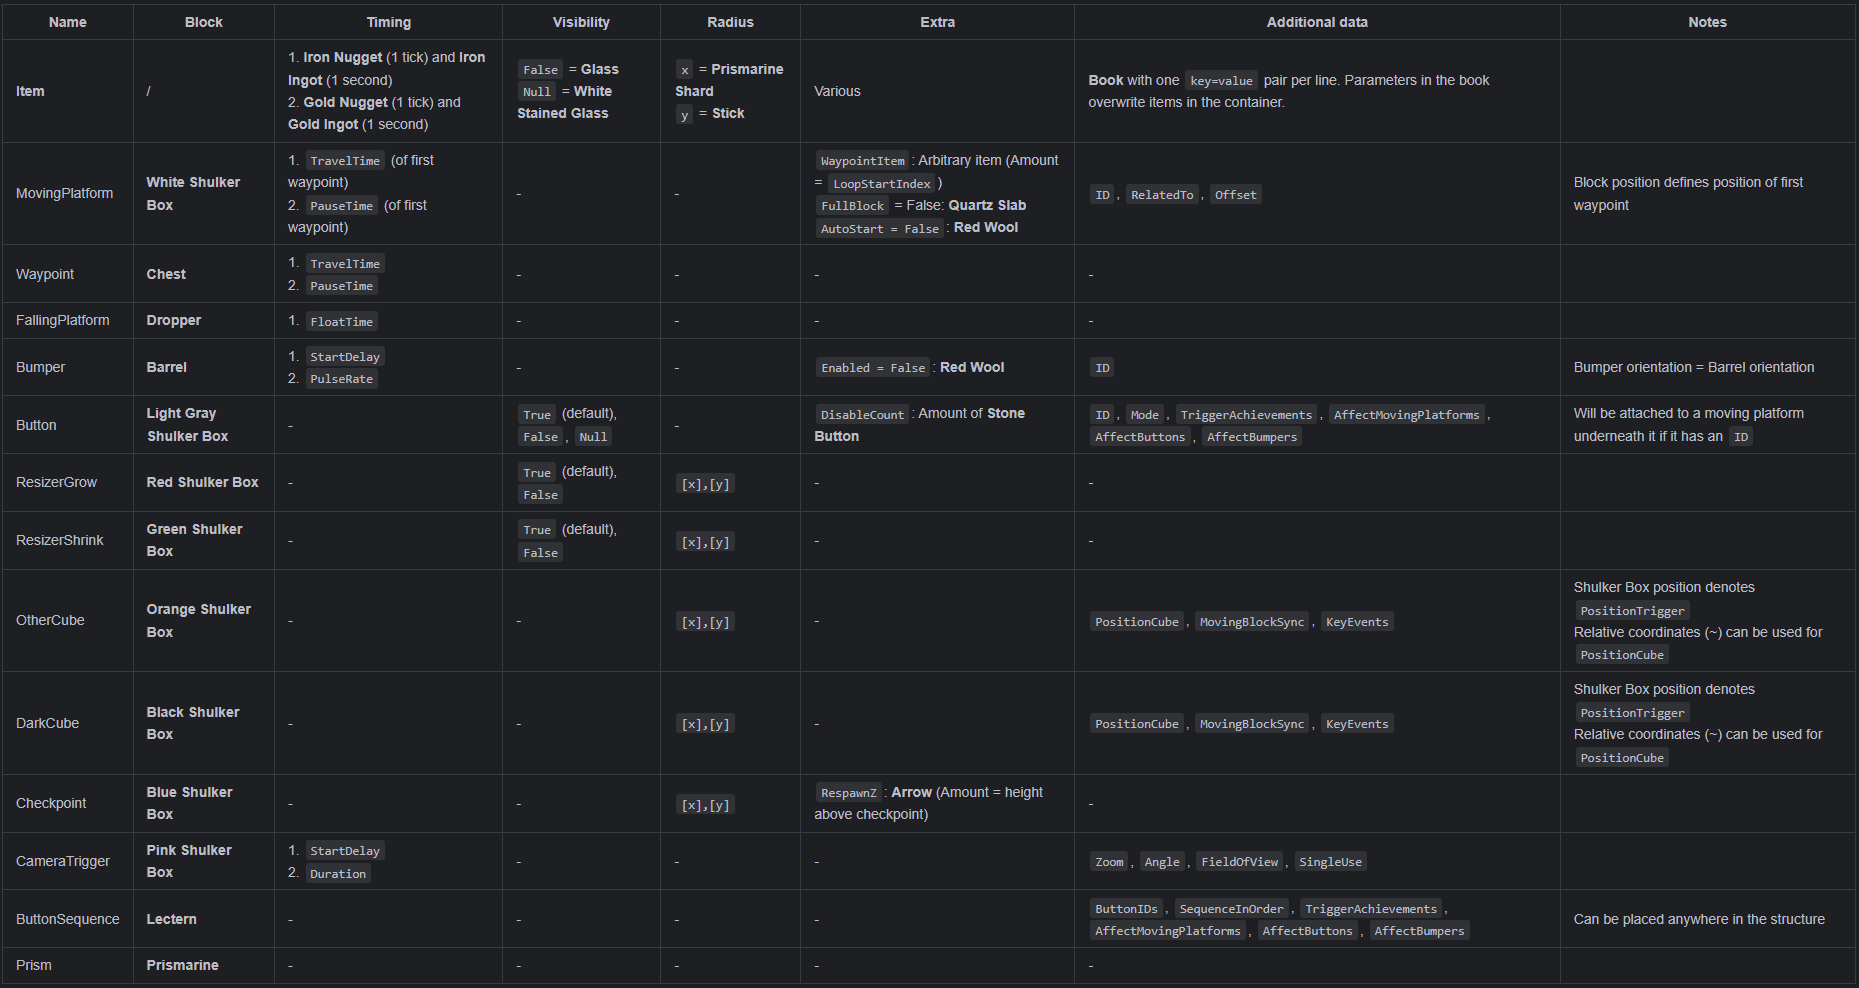 Name Block Timing Visibility Radius Extra Additional data Notes
Item
/
1. Iron Nugget (1 tick) and Iron
Ingot (1 second)
2. Gold Nugget (1 tick) and
Gold Ingot (1 second)
False = Glass
Null = White
Stained Glass
x = Prismarine
Shard
y = Stick
Various
Book with one key=value pair per line. Parameters in the book
overwrite items in the container.
MovingPlatform
White Shulker
Box
1. TravelTime (of first
waypoint)
2. PauseTime (of first
waypoint)
-
-
WaypointItem : Arbitrary item (Amount
= LoopStartIndex )
FullBlock = False: Quartz Slab
AutoStart = False : Red Wool
ID , RelatedTo , Offset
Block position defines position of first
waypoint
Waypoint
Chest
1. TravelTime
2. PauseTime
-
-
-
-
FallingPlatform
Dropper
1. FloatTime
-
-
-
-
Bumper
Barrel
1. StartDelay
2. PulseRate
-
-
Enabled = False : Red Wool
ID
Bumper orientation = Barrel orientation
Button
Light Gray
Shulker Box
-
True (default),
False , Null
-
DisableCount : Amount of Stone
Button
ID , Mode , TriggerAchievements , AffectMovingPlatforms ,
AffectButtons , AffectBumpers
Will be attached to a moving platform
underneath it if it has an ID
ResizerGrow
Red Shulker Box
-
True (default),
False
[x],[y]
-
-
ResizerShrink
Green Shulker
Box
-
True (default),
False
[x],[y]
-
-
OtherCube
Orange Shulker
Box
-
-
[x],[y]
-
PositionCube , MovingBlockSync , KeyEvents
Shulker Box position denotes
PositionTrigger
Relative coordinates (~) can be used for
PositionCube
DarkCube
Black Shulker
Box
-
-
[x],[y]
-
PositionCube , MovingBlockSync , KeyEvents
Shulker Box position denotes
PositionTrigger
Relative coordinates (~) can be used for
PositionCube
Checkpoint
Blue Shulker
Box
-
-
[x],[y]
RespawnZ : Arrow (Amount = height
above checkpoint)
-
CameraTrigger
Pink Shulker
Box
1. StartDelay
2. Duration
-
-
-
Zoom , Angle , FieldOfView , SingleUse
ButtonSequence
Lectern
-
-
-
-
ButtonIDs , SequenceInOrder , TriggerAchievements ,
AffectMovingPlatforms , AffectButtons , AffectBumpers
Can be placed anywhere in the structure
Prism
Prismarine
-
-
-
-
-